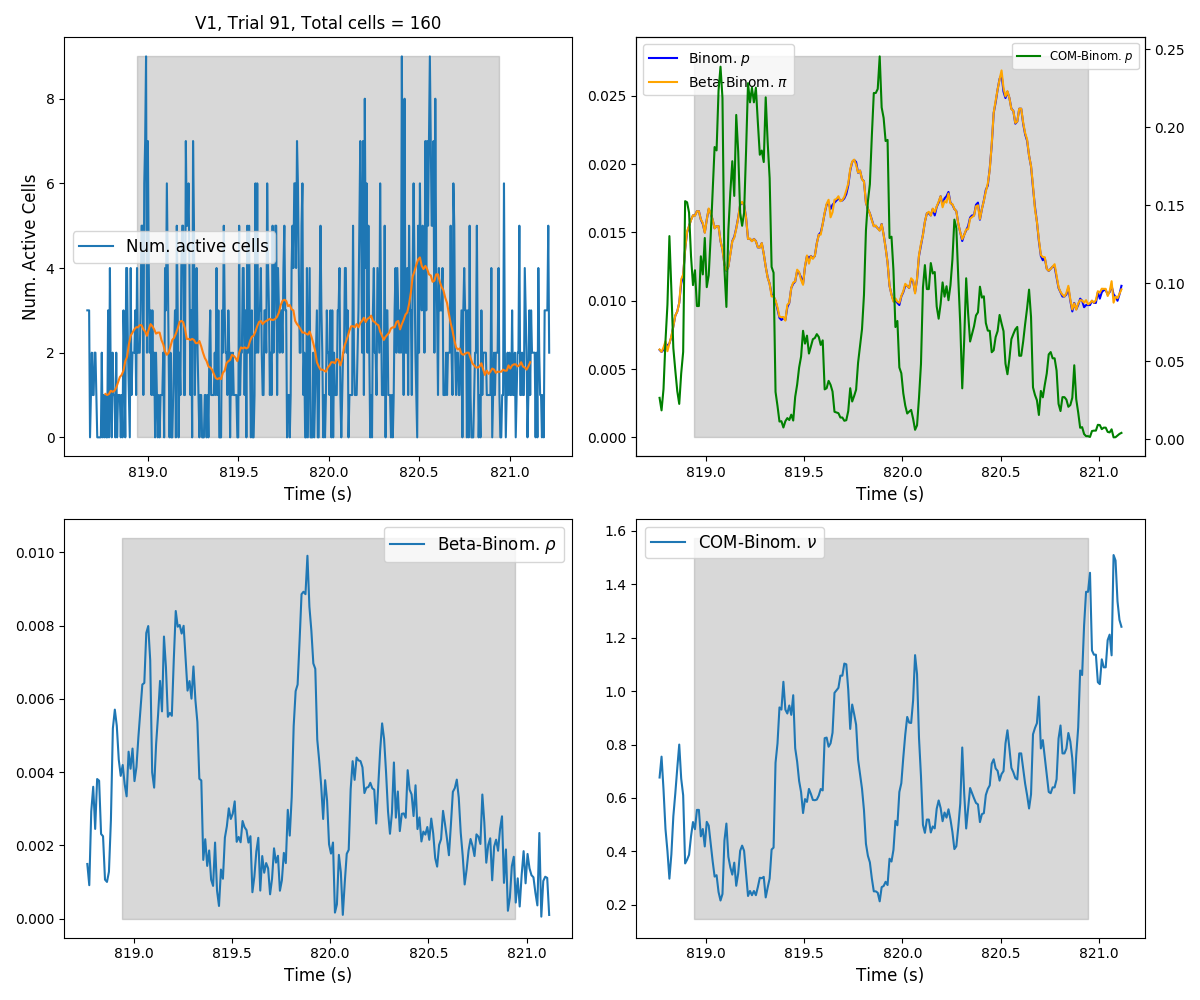 V1, Trial 91, Total cells = 160
Num. Active Cells
8
6
4
2
0
Num. active cells
819.0 819.5 820.0 820.5 821.0
Time (s)
Binom. p
Beta-Binom. π
COM-Binom. p
0.025
0.020
0.015
0.010
0.005
0.000
0.25
0.20
0.15
0.10
0.05
0.00
819.0 819.5 820.0 820.5 821.0
Time (s)
Beta-Binom. ρ
0.010
0.008
0.006
0.004
0.002
0.000
819.0 819.5 820.0 820.5 821.0
Time (s)
COM-Binom. ν
1.6
1.4
1.2
1.0
0.8
0.6
0.4
0.2
819.0 819.5 820.0 820.5 821.0
Time (s)